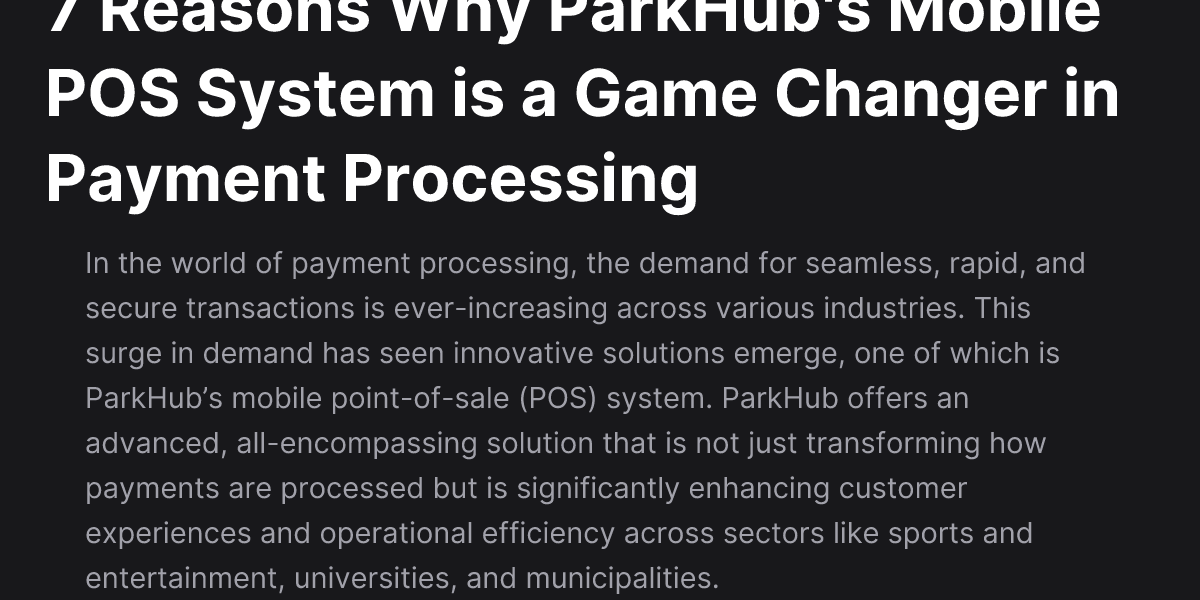 7 Reasons Why ParkHub's Mobile
POS System is a Game Changer in
Payment Processing
In the world of payment processing, the demand for seamless, rapid, and
secure transactions is ever-increasing across various industries. This
surge in demand has seen innovative solutions emerge, one of which is
ParkHub’s mobile point-of-sale (POS) system. ParkHub offers an
advanced, all-encompassing solution that is not just transforming how
payments are processed but is significantly enhancing customer
experiences and operational efficiency across sectors like sports and
entertainment, universities, and municipalities.